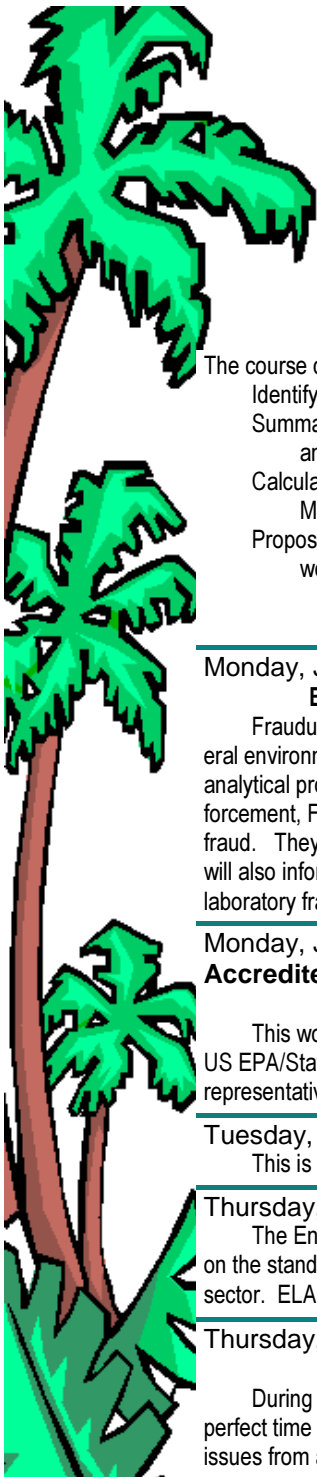 The course
Identify
Summa
an
Calcula
M
Propos
we
Monday, J
E
Fraudu
eral environm
analytical pro
forcement, F
fraud. They
will also infor
laboratory fra
Monday, J
Accredite
This wo
US EPA/Sta
representativ
Tuesday,
This is
Thursday
The En
on the stand
sector. ELA
Thursday
During
perfect time
issues from a